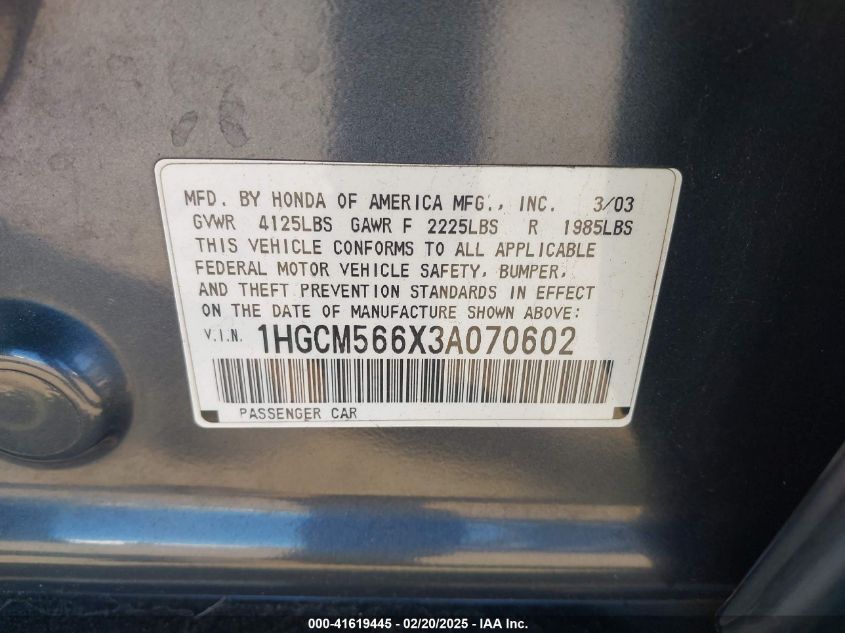 MFD. BY HONDA OF AMERICA MFG., INC. 3/03
GVWR 4125LBS GAWR F 2225LBS R 1985LBS
THIS VEHICLE CONFORMS TO ALL APPLICABLE
FEDERAL MOTOR VEHICLE SAFETY, BUMPER,
AND THEFT PREVENTION STANDARDS IN EFFECT
ON THE DATE OF MANUFACTURE SHOWN ABOVE:
V.I.N. 1HGCM566X3A070602
PASSENGER CAR
000-41619445 - 02/20/2025 - IAA Inc.